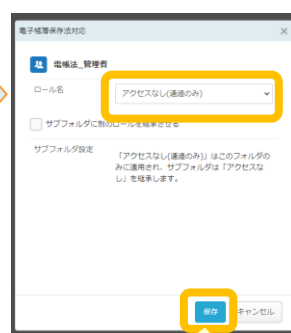 電子帳簿保存法対応
電帳法_管理者
ロール名
アクセスなし(通過のみ)
サブフォルダに別のロールを継承させる
サブフォルダ設定
「アクセスなし(通過のみ)」はこのフォルダの
みに適用され、サブフォルダは「アクセスな
し」を継承します。
保存
キャンセル